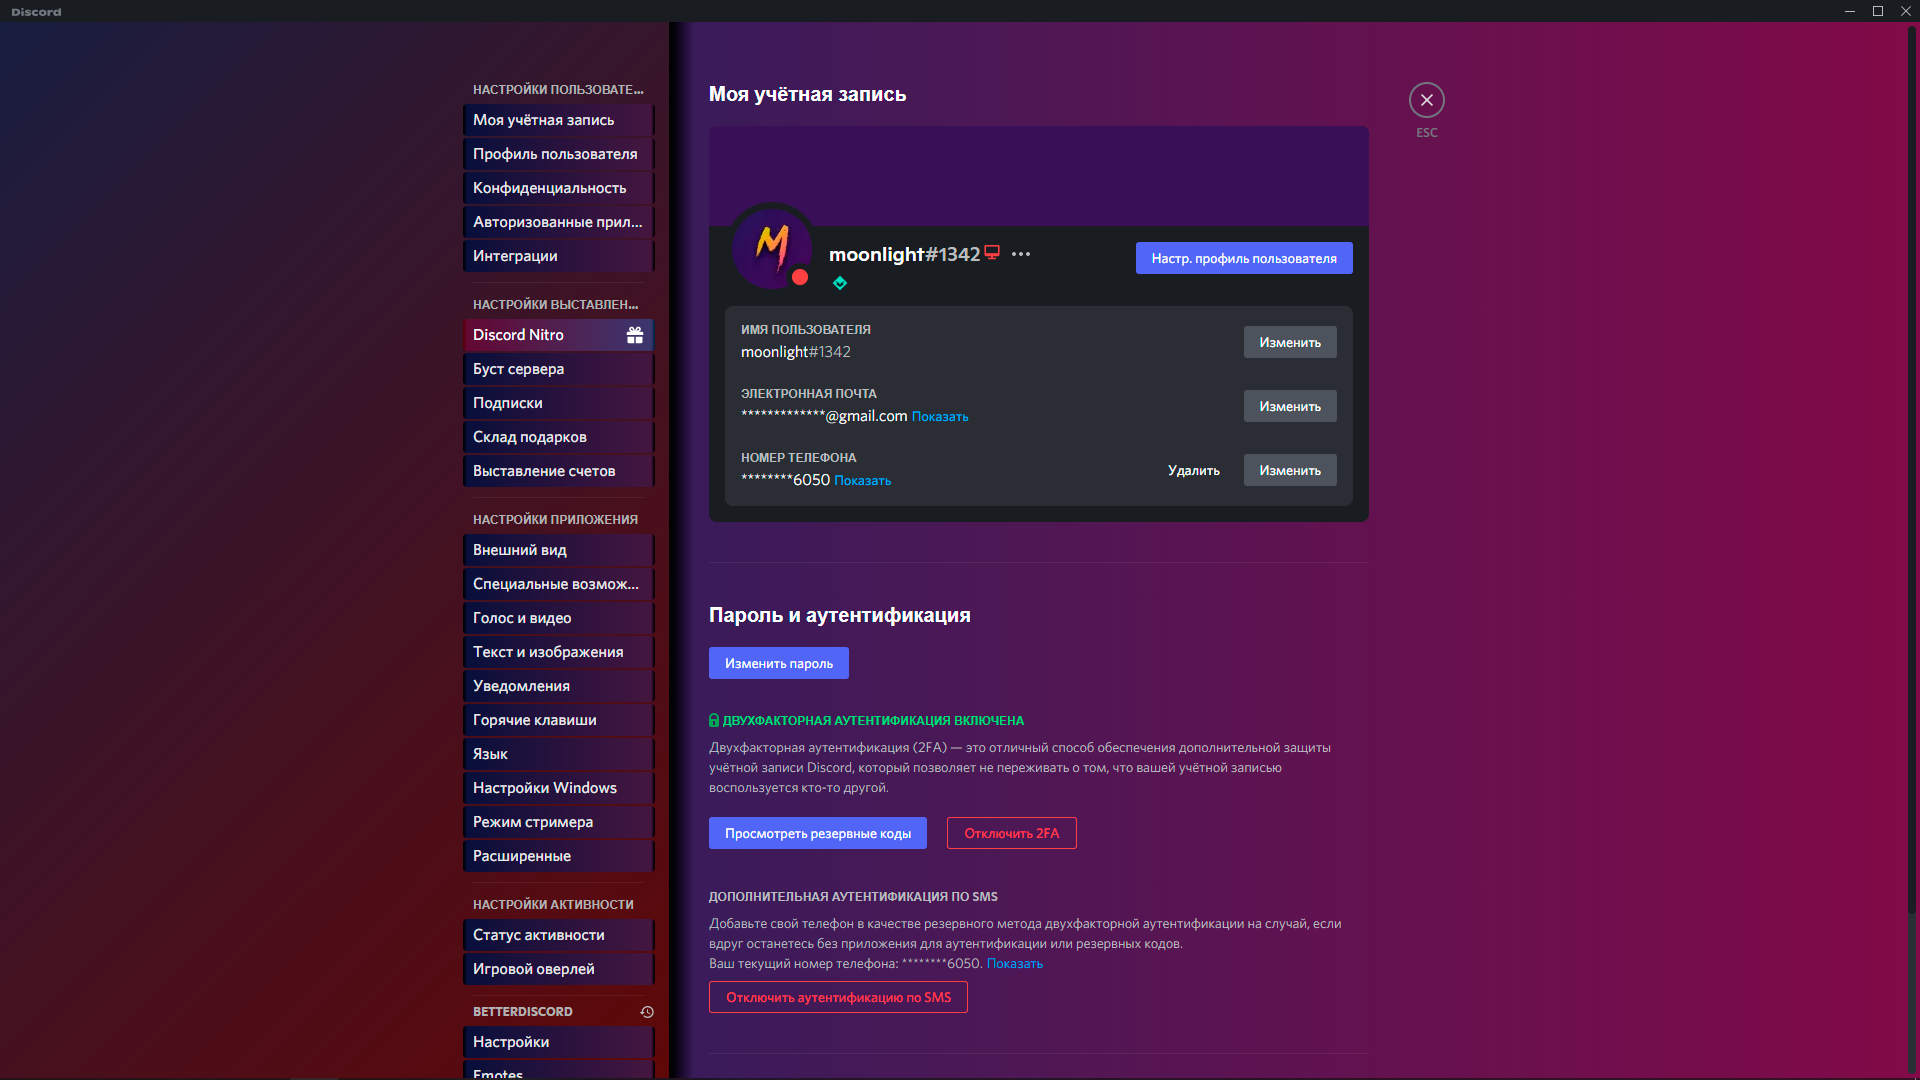 Discord
НАСТРОЙКИ ПОЛЬЗОВАТЕ...
Моя учётная запись
Профиль пользователя
Конфиденциальность
Авторизованные прил...
Интеграции
НАСТРОЙКИ ВЫСТАВЛЕН...
Discord Nitro
Буст сервера
Подписки
Склад подарков
Выставление счетов
НАСТРОЙКИ ПРИЛОЖЕНИЯ
Внешний вид
Специальные возмож...
Голос и видео
Текст и изображения
Уведомления
Горячие клавиши
Язык
Настройки Windows
Режим стримера
Расширенные
НАСТРОЙКИ АКТИВНОСТИ
Статус активности
Игровой оверлей
BETTERDISCORD
Настройки
Emotes
Моя учётная запись
ESC
M
moonlight#1342
Настр. профиль пользователя
ИМЯ ПОЛЬЗОВАТЕЛЯ
moonlight#1342
Изменить
ЭЛЕКТРОННАЯ ПОЧТА
*************@gmail.com Показать
Изменить
НОМЕР ТЕЛЕФОНА
********6050 Показать
Удалить
Изменить
Пароль и аутентификация
Изменить пароль
ДВУХФАКТОРНАЯ АУТЕНТИФИКАЦИЯ ВКЛЮЧЕНА
Двухфакторная аутентификация (2FA) — это отличный способ обеспечения дополнительной защиты
учётной записи Discord, который позволяет не переживать о том, что вашей учётной записью
воспользуется кто-то другой.
Просмотреть резервные коды
Отключить 2FA
ДОПОЛНИТЕЛЬНАЯ АУТЕНТИФИКАЦИЯ ПО SMS
Добавьте свой телефон в качестве резервного метода двухфакторной аутентификации на случай, если
вдруг останетесь без приложения для аутентификации или резервных кодов.
Ваш текущий номер телефона: ********6050. Показать
Отключить аутентификацию по SMS